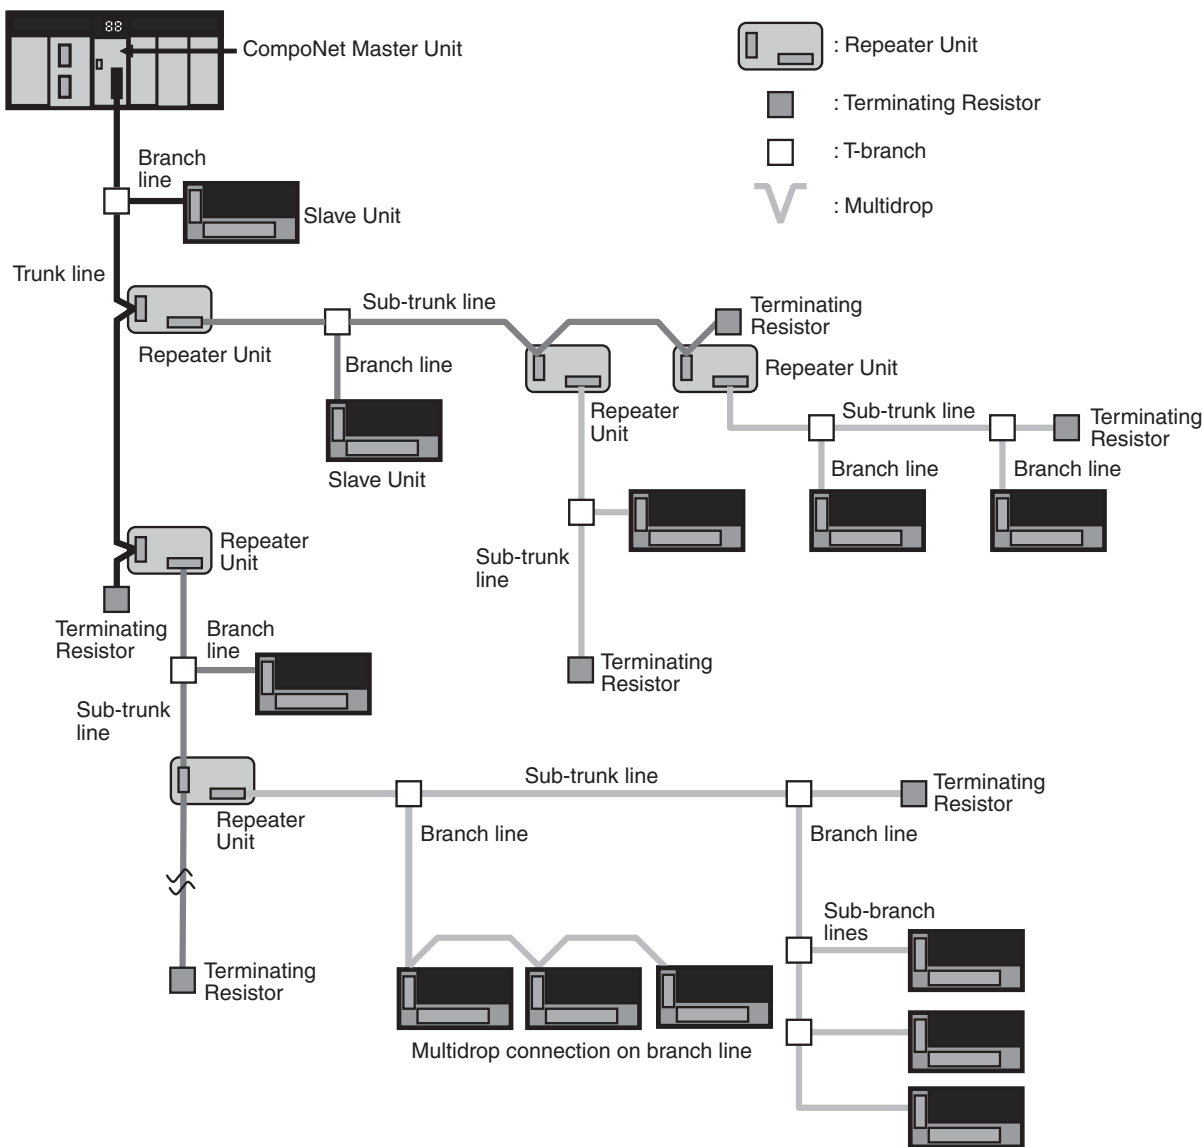 88
CompoNet Master Unit
: Repeater Unit
: Terminating Resistor
: T-branch
: Multidrop
Branch
line
Slave Unit
Trunk line
Repeater Unit
Sub-trunk line
Branch line
Slave Unit
Terminating
Resistor
Repeater Unit
Repeater
Unit
Sub-trunk line
Terminating
Resistor
Branch line
Branch line
Sub-trunk
line
Terminating
Resistor
Repeater
Unit
Terminating
Resistor
Branch
line
Sub-trunk
line
Repeater
Unit
Sub-trunk line
Terminating
Resistor
Branch line
Branch line
Sub-branch
lines
Terminating
Resistor
Multidrop connection on branch line